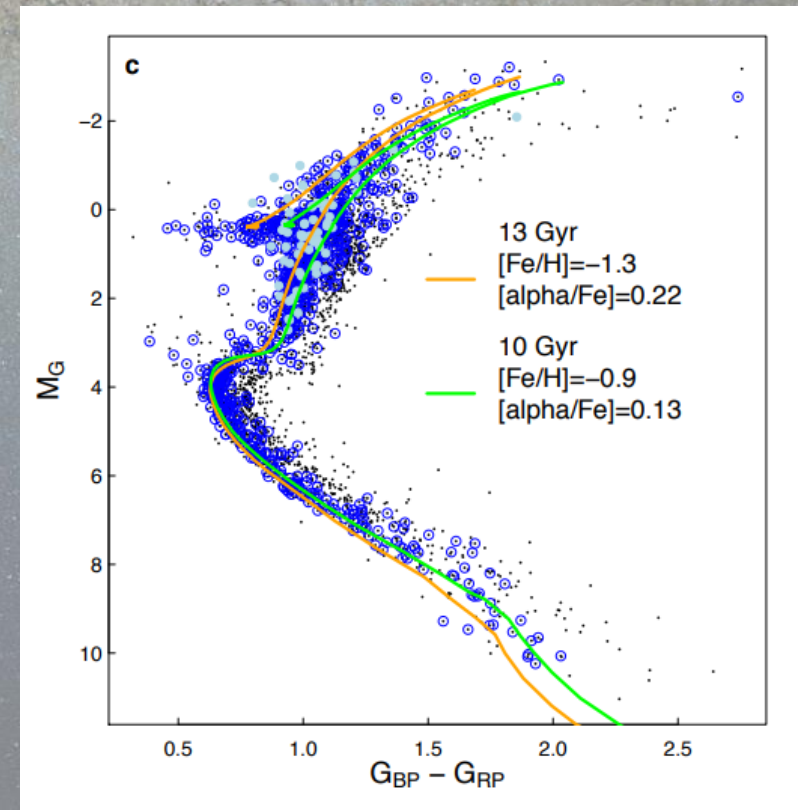 c
−2
0
2
4
6
8
10
M_G
13 Gyr
[Fe/H]=−1.3
[alpha/Fe]=0.22
10 Gyr
[Fe/H]=−0.9
[alpha/Fe]=0.13
0.5 1.0 1.5 2.0 2.5
G_BP − G_RP